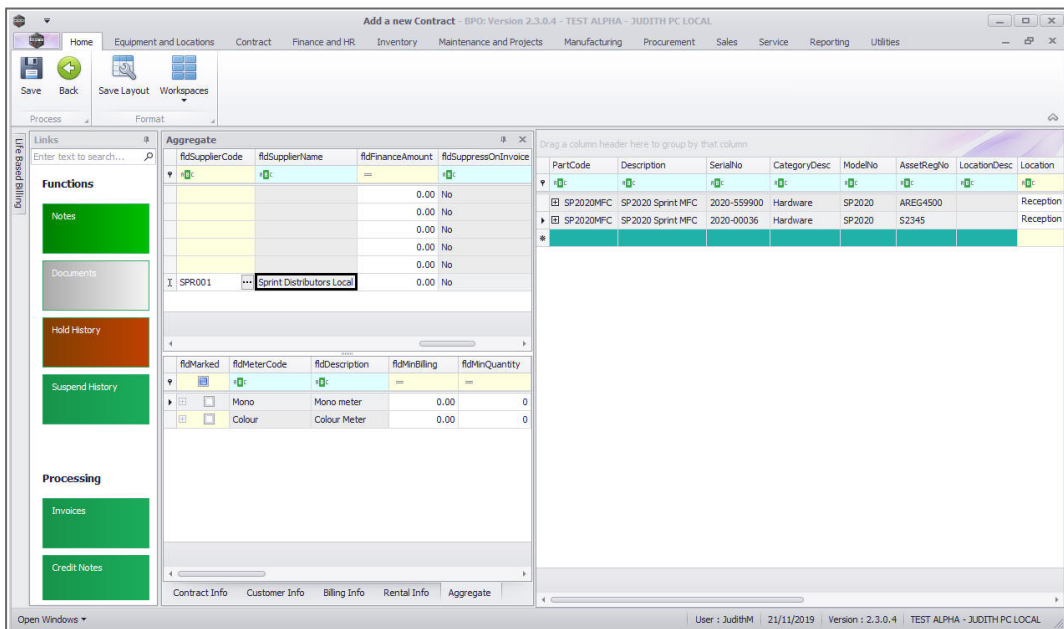 Add a new Contract - BPO: Version 2.3.0.4 - TEST ALPHA - JUDITH PC LOCAL
Home Equipment and Locations Contract Finance and HR Inventory Maintenance and Projects Manufacturing Procurement Sales Service Reporting Utilities
Save Back Save Layout Workspaces
Process Format
Life Based Billing
Links
Enter text to search...
Functions
Notes
Documents
Hold History
Suspend History
Processing
Invoices
Credit Notes
Aggregate
fldSupplierCode fldSupplierName fldFinanceAmount fldSuppressOnInvoice
0.00 No
0.00 No
0.00 No
0.00 No
0.00 No
SPR001 ... Sprint Distributors Local 0.00 No
fldMarked fldMeterCode fldDescription fldMinBilling fldMinQuantity
Mono Mono meter 0.00 0
Colour Colour Meter 0.00 0
Contract Info Customer Info Billing Info Rental Info Aggregate
Drag a column header here to group by that column
PartCode Description SerialNo CategoryDesc ModelNo AssetRegNo LocationDesc Location
SP2020MFC SP2020 Sprint MFC 2020-559900 Hardware SP2020 AREG4500 Reception
SP2020MFC SP2020 Sprint MFC 2020-00036 Hardware SP2020 S2345 Reception
Open Windows User : JudithM 21/11/2019 Version : 2.3.0.4 TEST ALPHA - JUDITH PC LOCAL